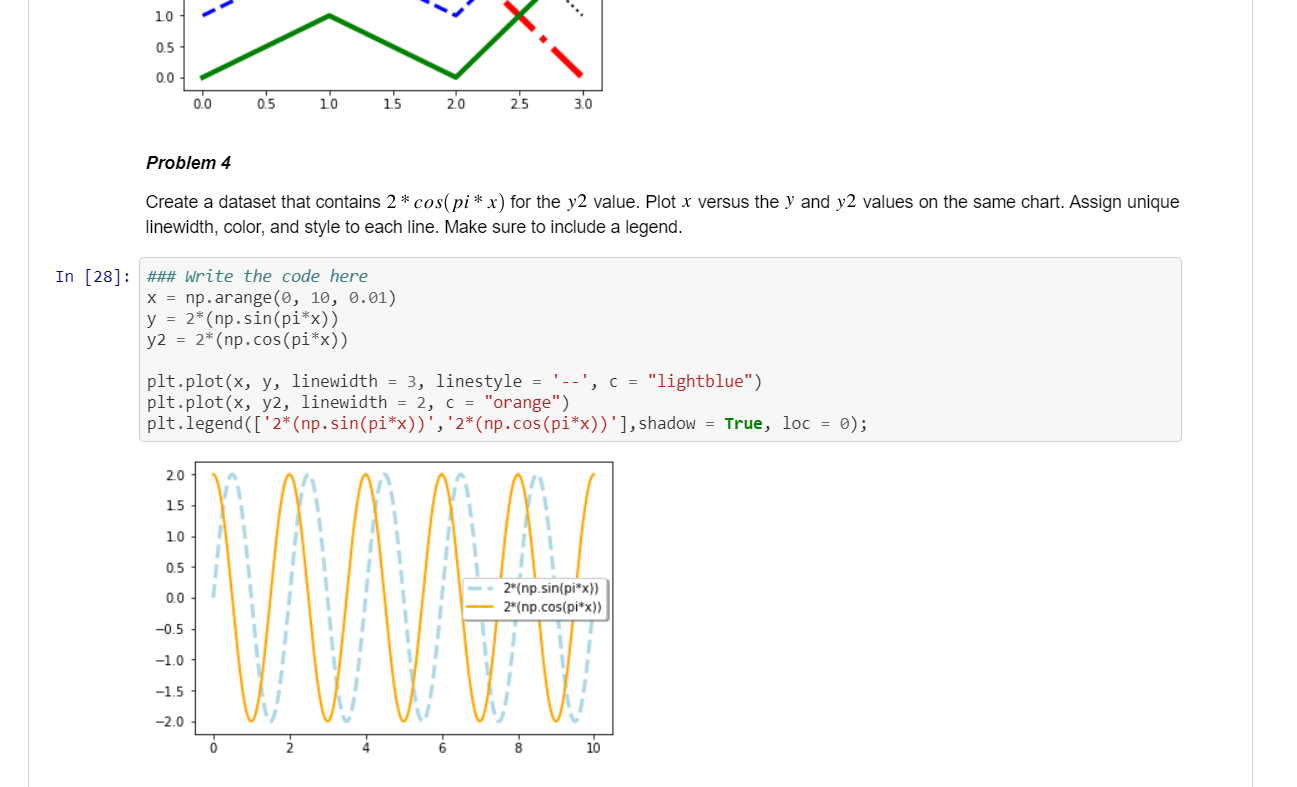 1.0
0.5
0.0
0.0 0.5 1.0 1.5 2.0 2.5 3.0
Problem 4
Create a dataset that contains 2 * cos(pi * x) for the y2 value. Plot x versus the y and y2 values on the same chart. Assign unique
linewidth, color, and style to each line. Make sure to include a legend.
In [28]: ### Write the code here
x = np.arange(0, 10, 0.01)
y = 2*(np.sin(pi*x))
y2 = 2*(np.cos(pi*x))
plt.plot(x, y, linewidth = 3, linestyle = '--', c = "lightblue")
plt.plot(x, y2, linewidth = 2, c = "orange")
plt.legend(['2*(np.sin(pi*x))','2*(np.cos(pi*x))'],shadow = True, loc = 0);
2.0
1.5
1.0
0.5
0.0
−0.5
−1.0
−1.5
−2.0
2*(np.sin(pi*x))
2*(np.cos(pi*x))
0 2 4 6 8 10